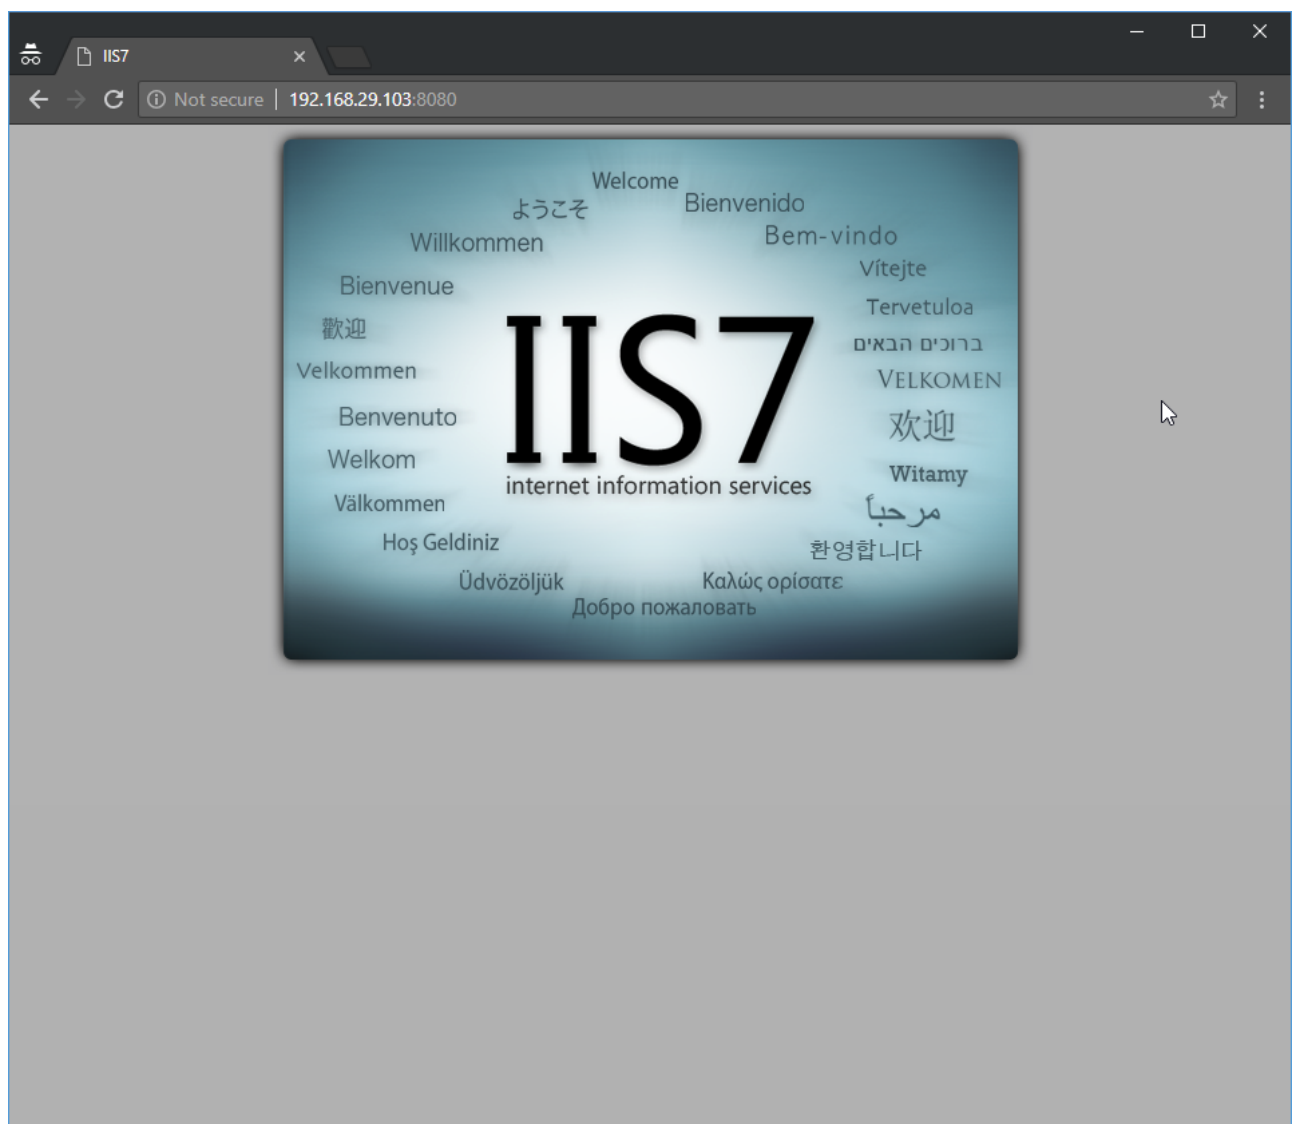 IIS7
Not secure | 192.168.29.103:8080
Welcome
ようこそ
Bienvenido
Willkommen
Bem-vindo
Vítejte
Bienvenue
Tervetuloa
歡迎
ברוכים הבאים
Velkommen
VELKOMEN
Benvenuto
欢迎
Welkom
Witamy
Välkommen
مرحباً
Hoş Geldiniz
환영합니다
Üdvözöljük
Καλώς ορίσατε
Добро пожаловать
IIS7
internet information services